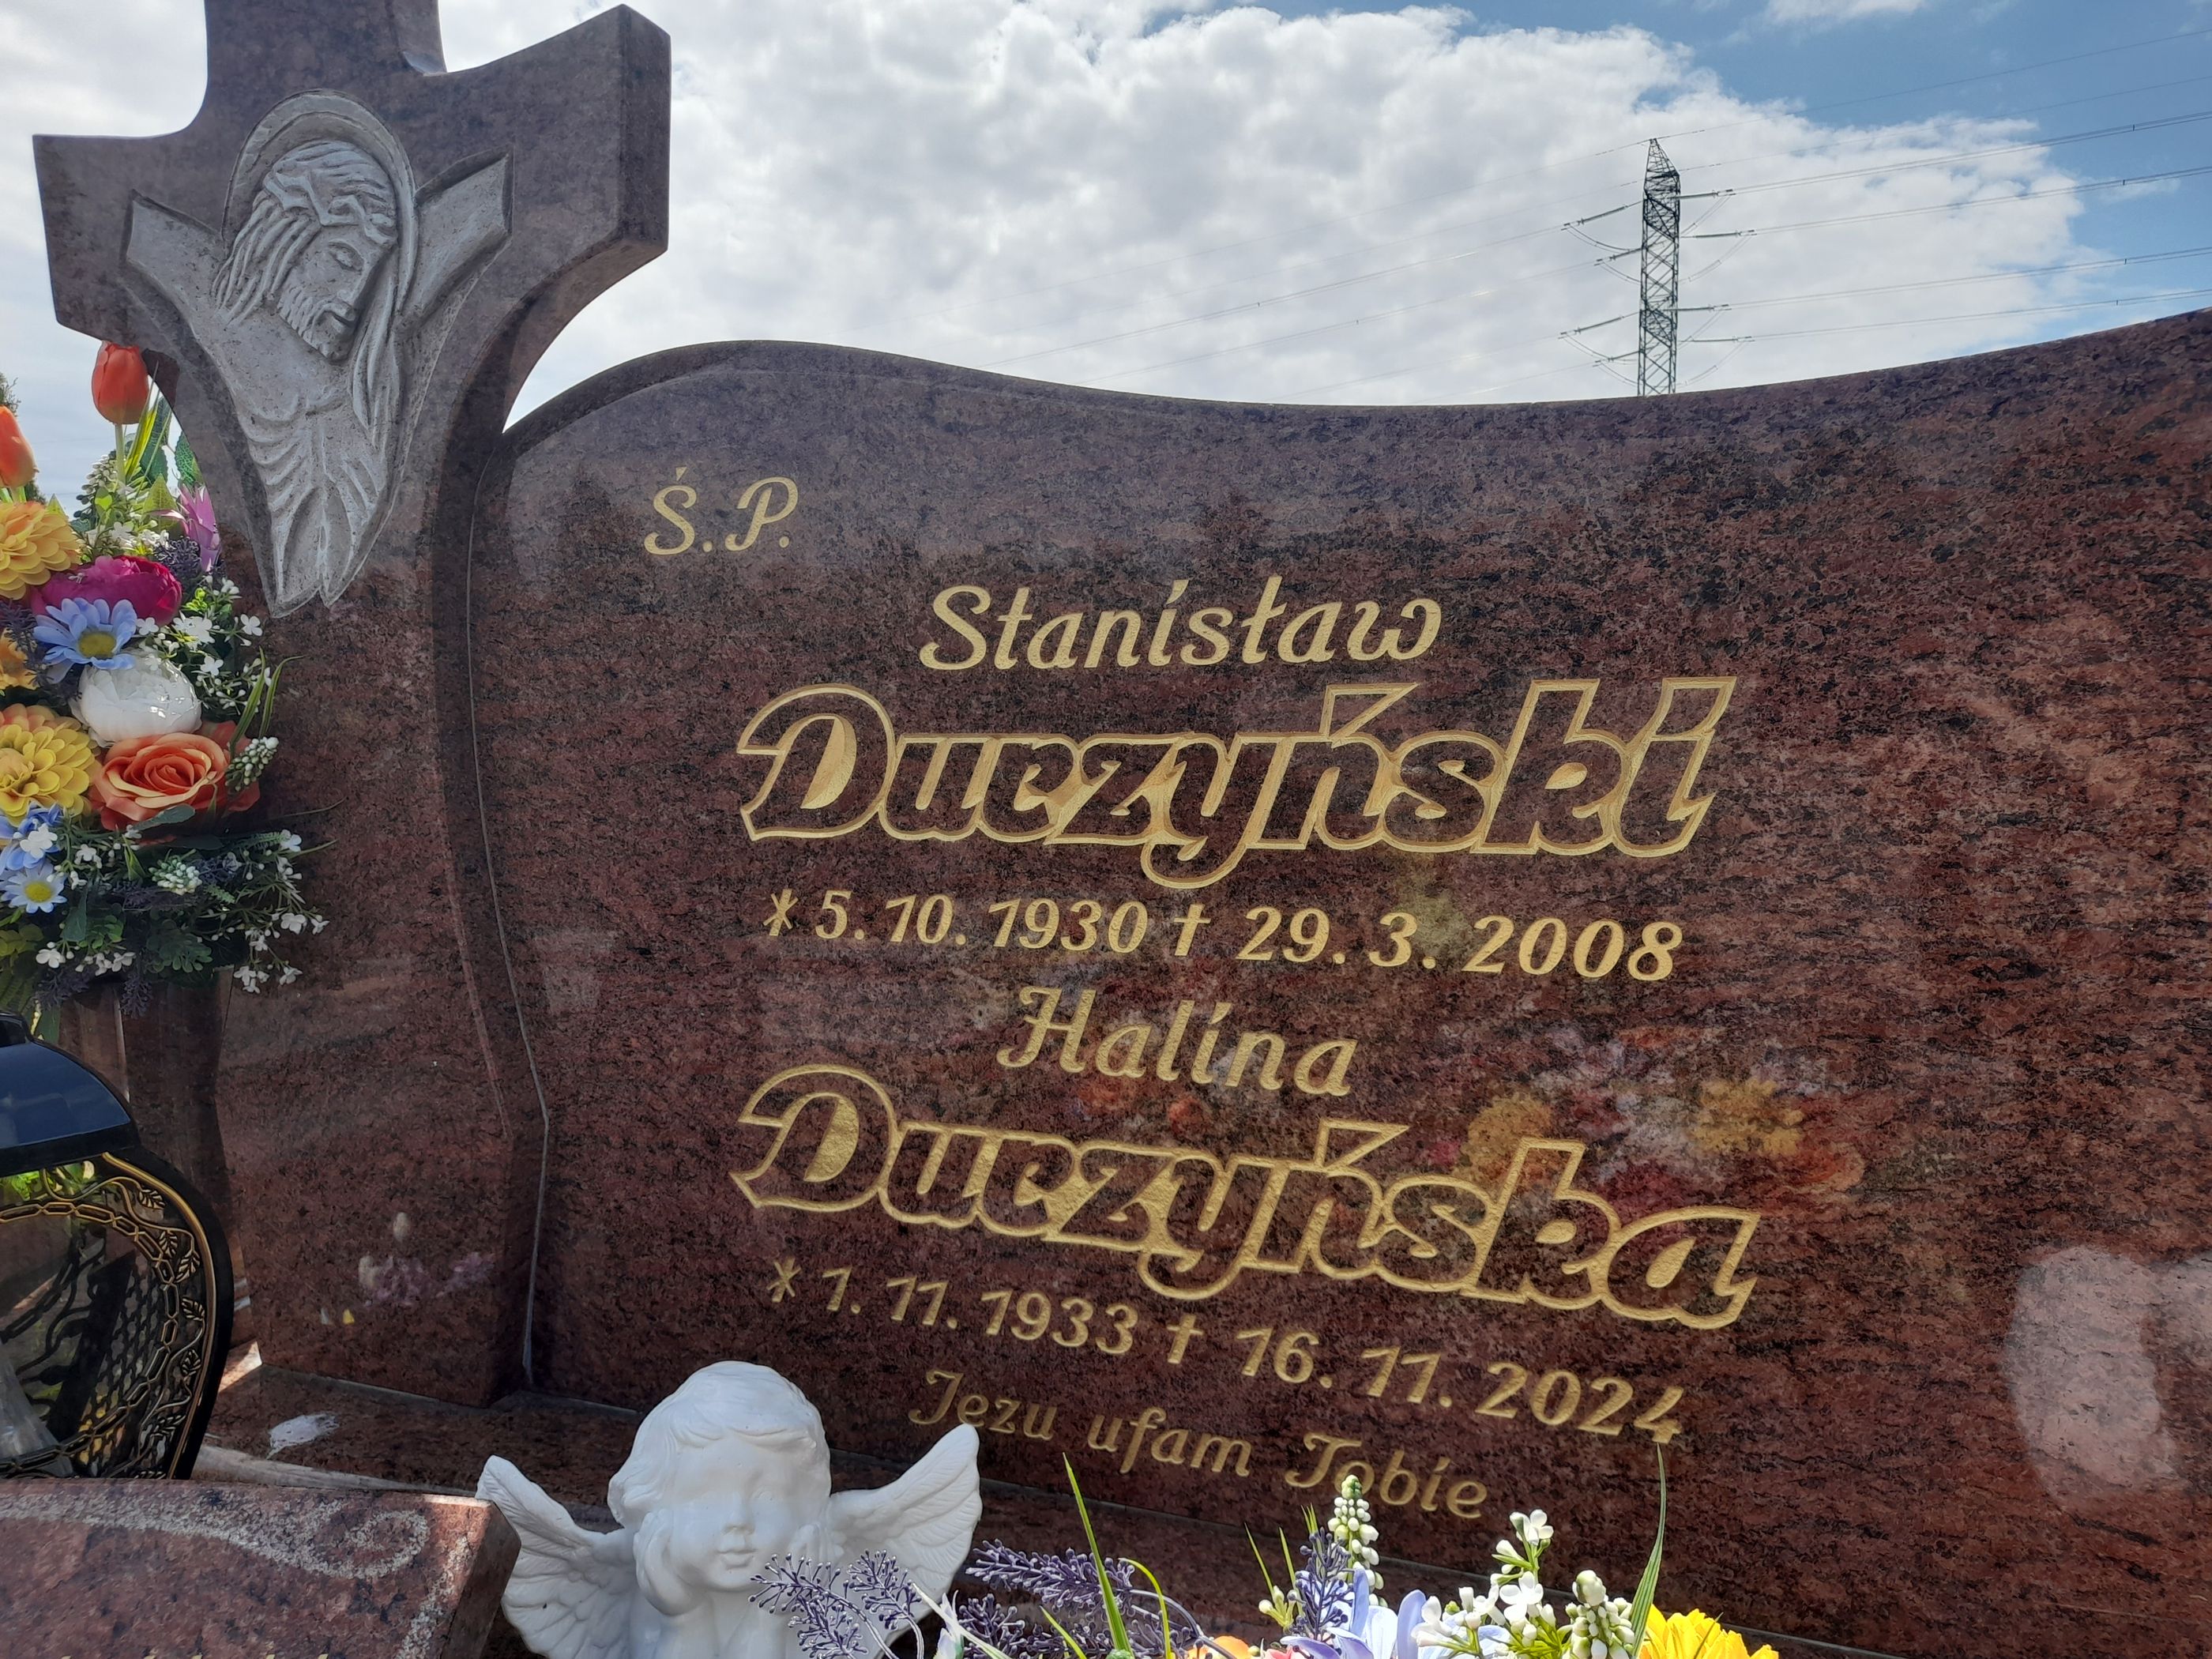 Ś.P.
Stanisław
Duczyński
* 5. 10. 1930 † 29. 3. 2008
Halina
Duczyńska
* 1. 11. 1933 † 16. 11. 2024
Jezu ufam Tobie